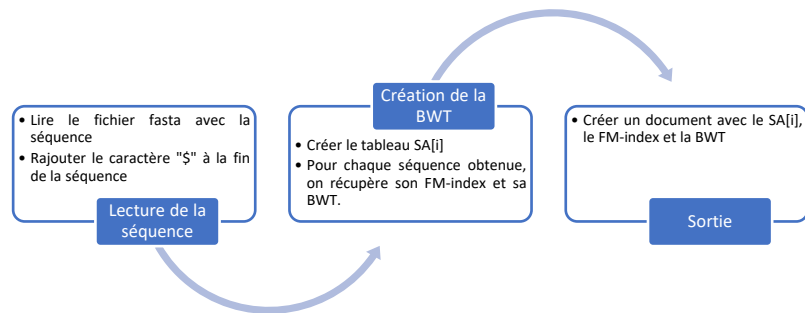 • Lire le fichier fasta avec la
séquence
• Rajouter le caractère "$" à la fin
de la séquence
Lecture de la
séquence
Création de la
BWT
• Créer le tableau SA[i]
• Pour chaque séquence obtenue,
on récupère son FM-index et sa
BWT.
• Créer un document avec le SA[i],
le FM-index et la BWT
Sortie